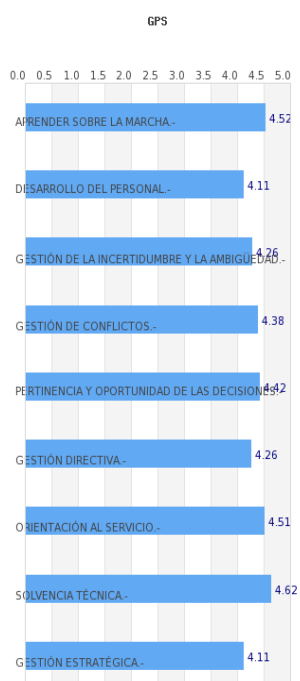 GPS
0.0 0.5 1.0 1.5 2.0 2.5 3.0 3.5 4.0 4.5 5.0
4.52
APRENDER SOBRE LA MARCHA.-
4.11
DESARROLLO DEL PERSONAL.-
4.26
GESTIÓN DE LA INCERTIDUMBRE Y LA AMBIGÜEDAD.-
4.38
GESTIÓN DE CONFLICTOS.-
4.42
PERTINENCIA Y OPORTUNIDAD DE LAS DECISIONES.-
4.26
GESTIÓN DIRECTIVA.-
4.51
ORIENTACIÓN AL SERVICIO.-
4.62
SOLVENCIA TÉCNICA.-
4.11
GESTIÓN ESTRATÉGICA.-